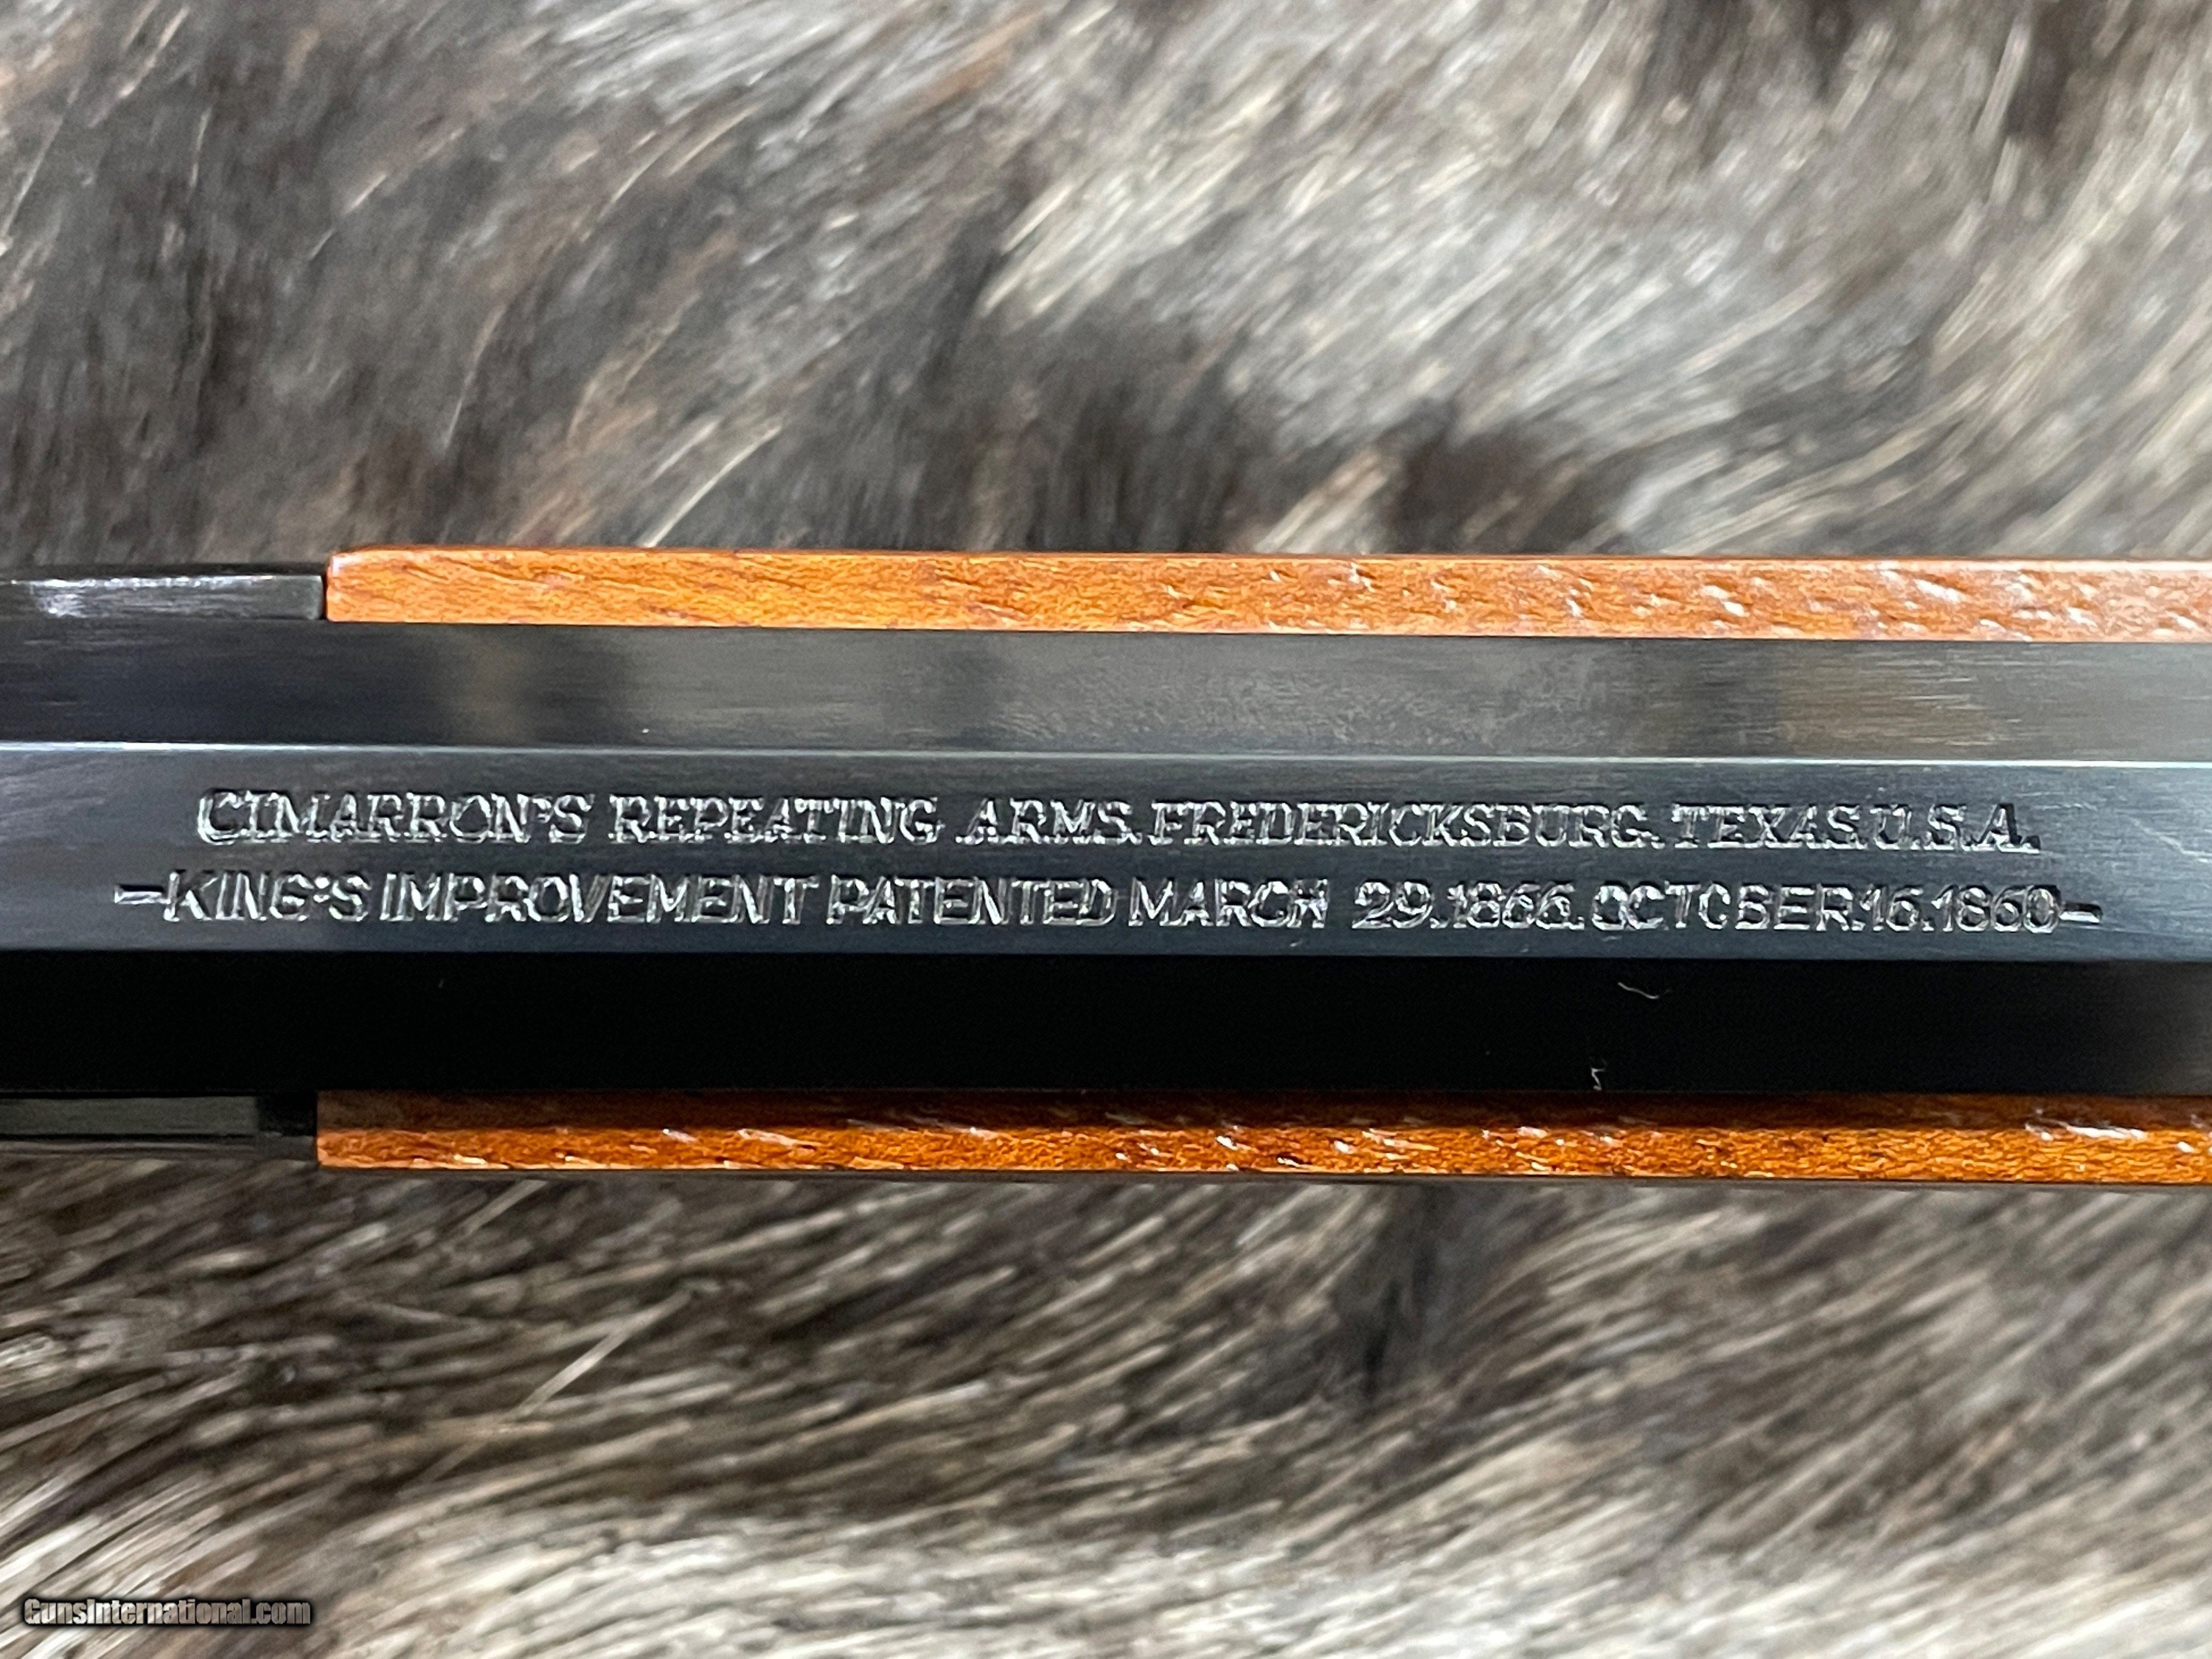 CIMARRON'S REPEATING ARMS. FREDERICKSBURG. TEXAS U.S.A.
-KING'S IMPROVEMENT PATENTED MARCH 29.1866. OCTOBER.16.1860-
GunsInternational.com